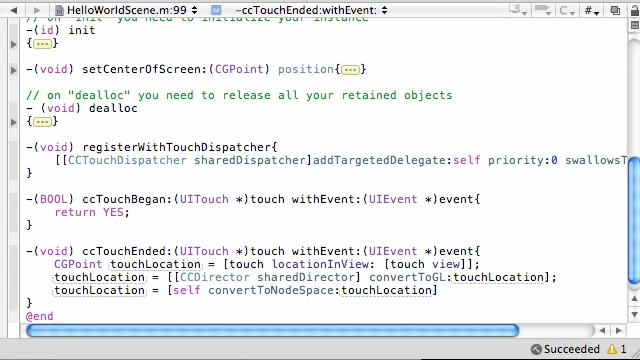 HelloWorldScene.m:99 -ccTouchEnded:withEvent: C #
// on "init" you need to initialize your instance
-(id) init
{...}
-(void) setCenterOfScreen:(CGPoint) position{...}
// on "dealloc" you need to release all your retained objects
- (void) dealloc
{...}
-(void) registerWithTouchDispatcher{
[[CCTouchDispatcher sharedDispatcher]addTargetedDelegate:self priority:0 swallowsT
}
-(BOOL) ccTouchBegan:(UITouch *)touch withEvent:(UIEvent *)event{
return YES;
}
-(void) ccTouchEnded:(UITouch *)touch withEvent:(UIEvent *)event{
CGPoint touchLocation = [touch locationInView: [touch view]];
touchLocation = [[CCDirector sharedDirector] convertToGL:touchLocation];
touchLocation = [self convertToNodeSpace:touchLocation]
}
@end
Succeeded 1